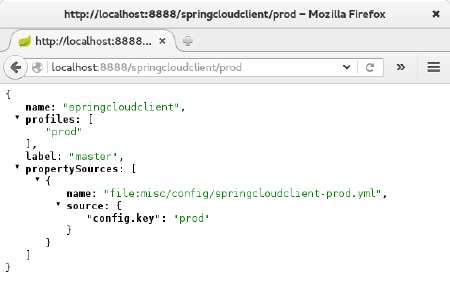 http://localhost:8888/springcloudclient/prod – Mozilla Firefox
http://localhost:8888...
localhost:8888/springcloudclient/prod
{
name: "springcloudclient",
profiles: [
"prod"
],
label: "master",
propertySources: [
{
name: "file:misc/config/springcloudclient-prod.yml",
source: {
"config.key": "prod"
}
}
]
}